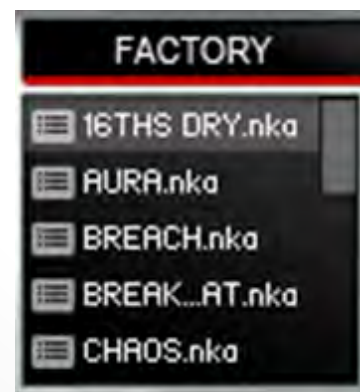 FACTORY
16THS DRY.nka
AURA.nka
BREACH.nka
BREAK...AT.nka
CHAOS.nka